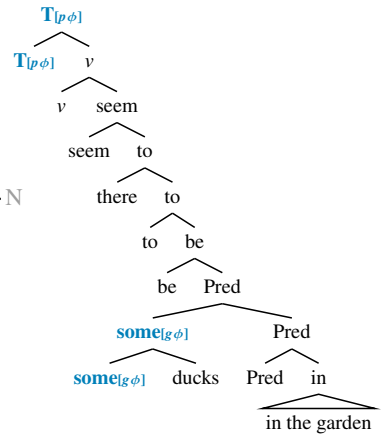 T[pϕ]
T[pϕ] v
v seem
seem to
· N there to
to be
be Pred
some[gϕ] Pred
some[gϕ] ducks Pred in
in the garden